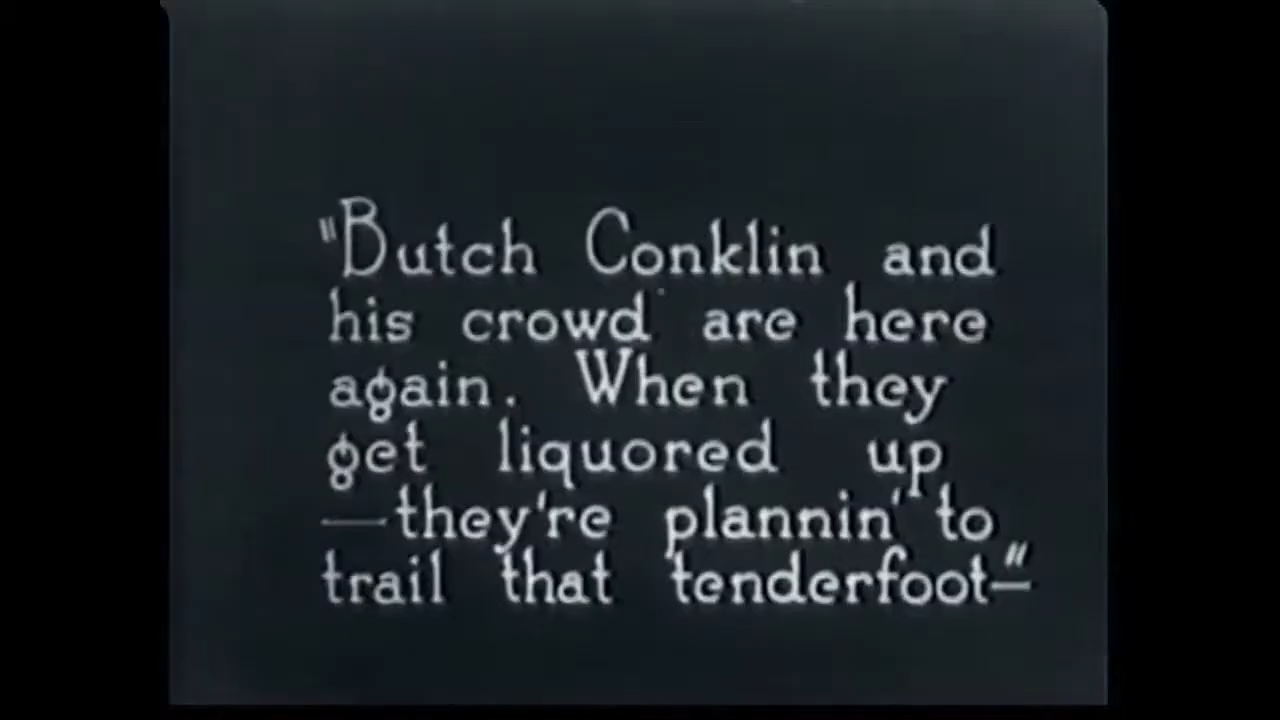 "Butch Conklin and
his crowd are here
again. When they
get liquored up
—they're plannin' to
trail that tenderfoot—"